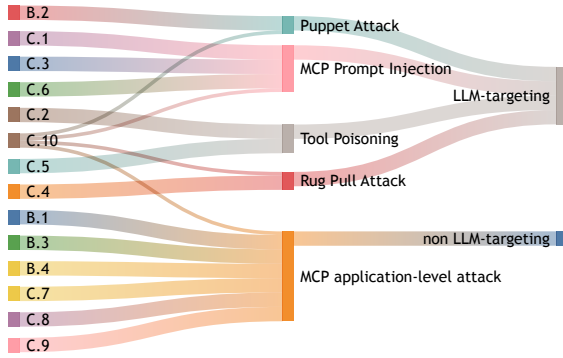 B.2
C.1
C.3
C.6
C.2
C.10
C.5
C.4
B.1
B.3
B.4
C.7
C.8
C.9
Puppet Attack
MCP Prompt Injection
Tool Poisoning
Rug Pull Attack
MCP application-level attack
LLM-targeting
non LLM-targeting